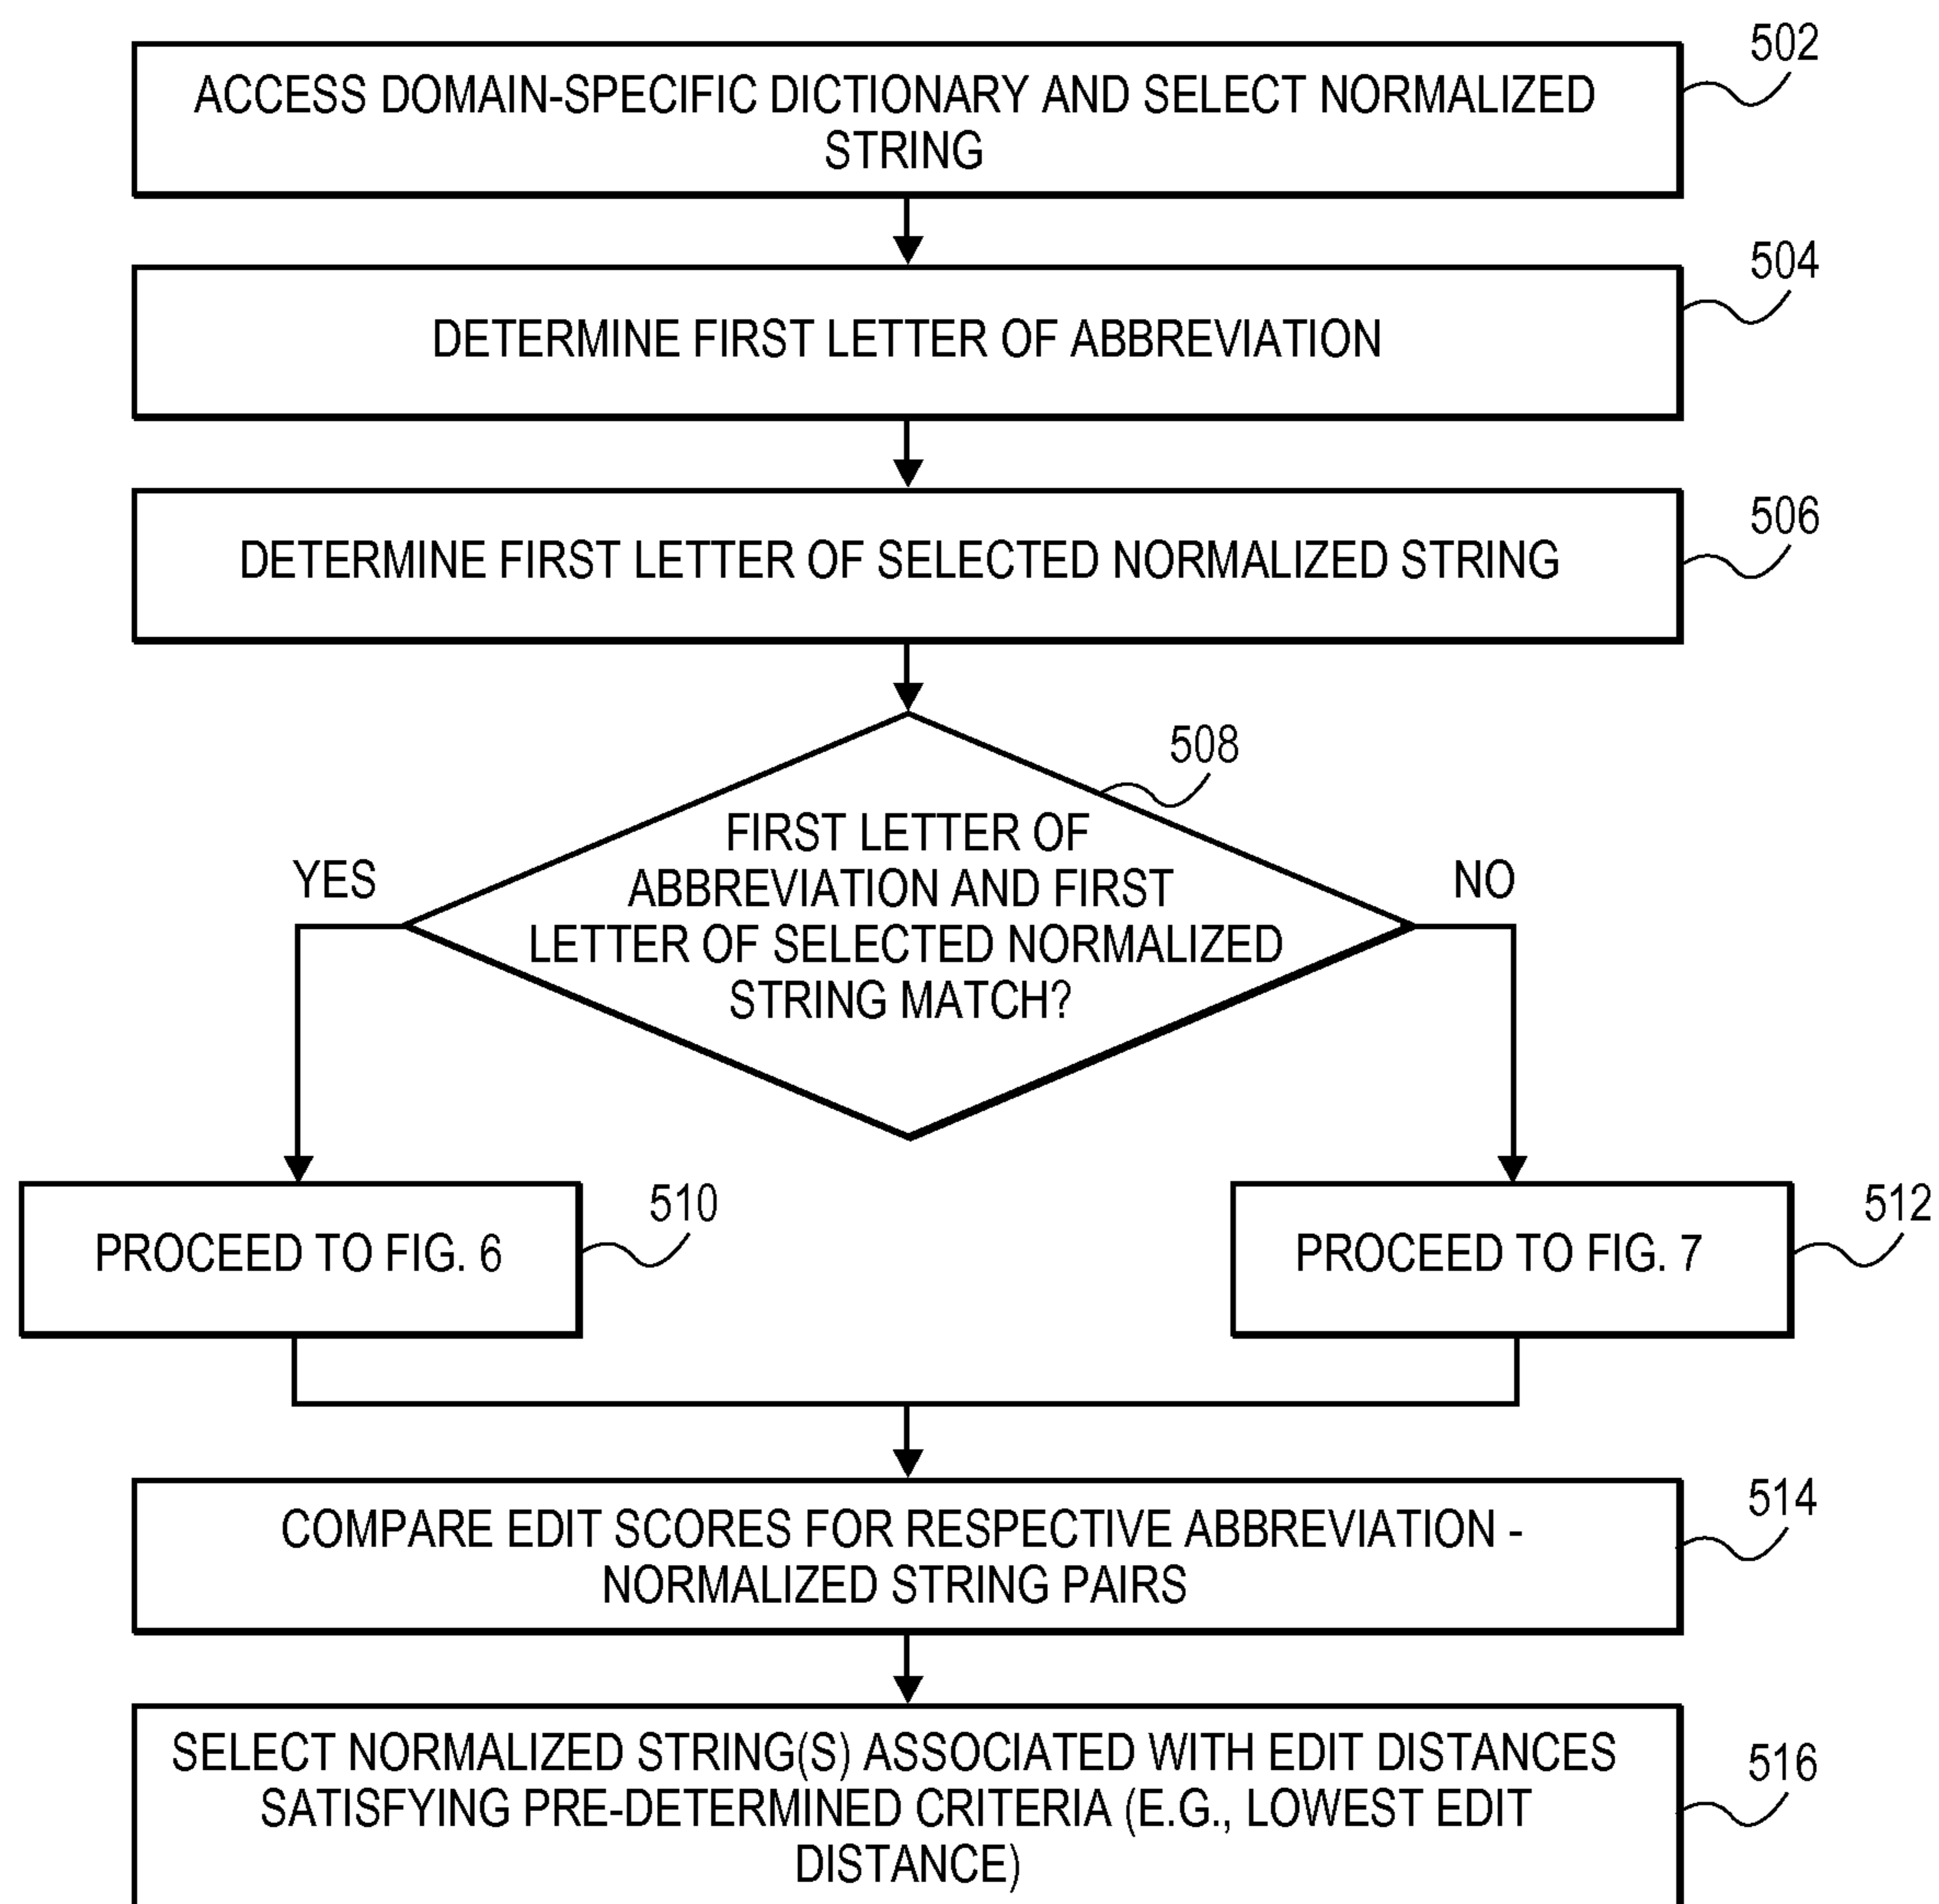 502
ACCESS DOMAIN-SPECIFIC DICTIONARY AND SELECT NORMALIZED
STRING
504
DETERMINE FIRST LETTER OF ABBREVIATION
506
DETERMINE FIRST LETTER OF SELECTED NORMALIZED STRING
508
FIRST LETTER OF
ABBREVIATION AND FIRST
LETTER OF SELECTED NORMALIZED
STRING MATCH?
YES
NO
510
PROCEED TO FIG. 6
512
PROCEED TO FIG. 7
514
COMPARE EDIT SCORES FOR RESPECTIVE ABBREVIATION -
NORMALIZED STRING PAIRS
516
SELECT NORMALIZED STRING(S) ASSOCIATED WITH EDIT DISTANCES
SATISFYING PRE-DETERMINED CRITERIA (E.G., LOWEST EDIT
DISTANCE)